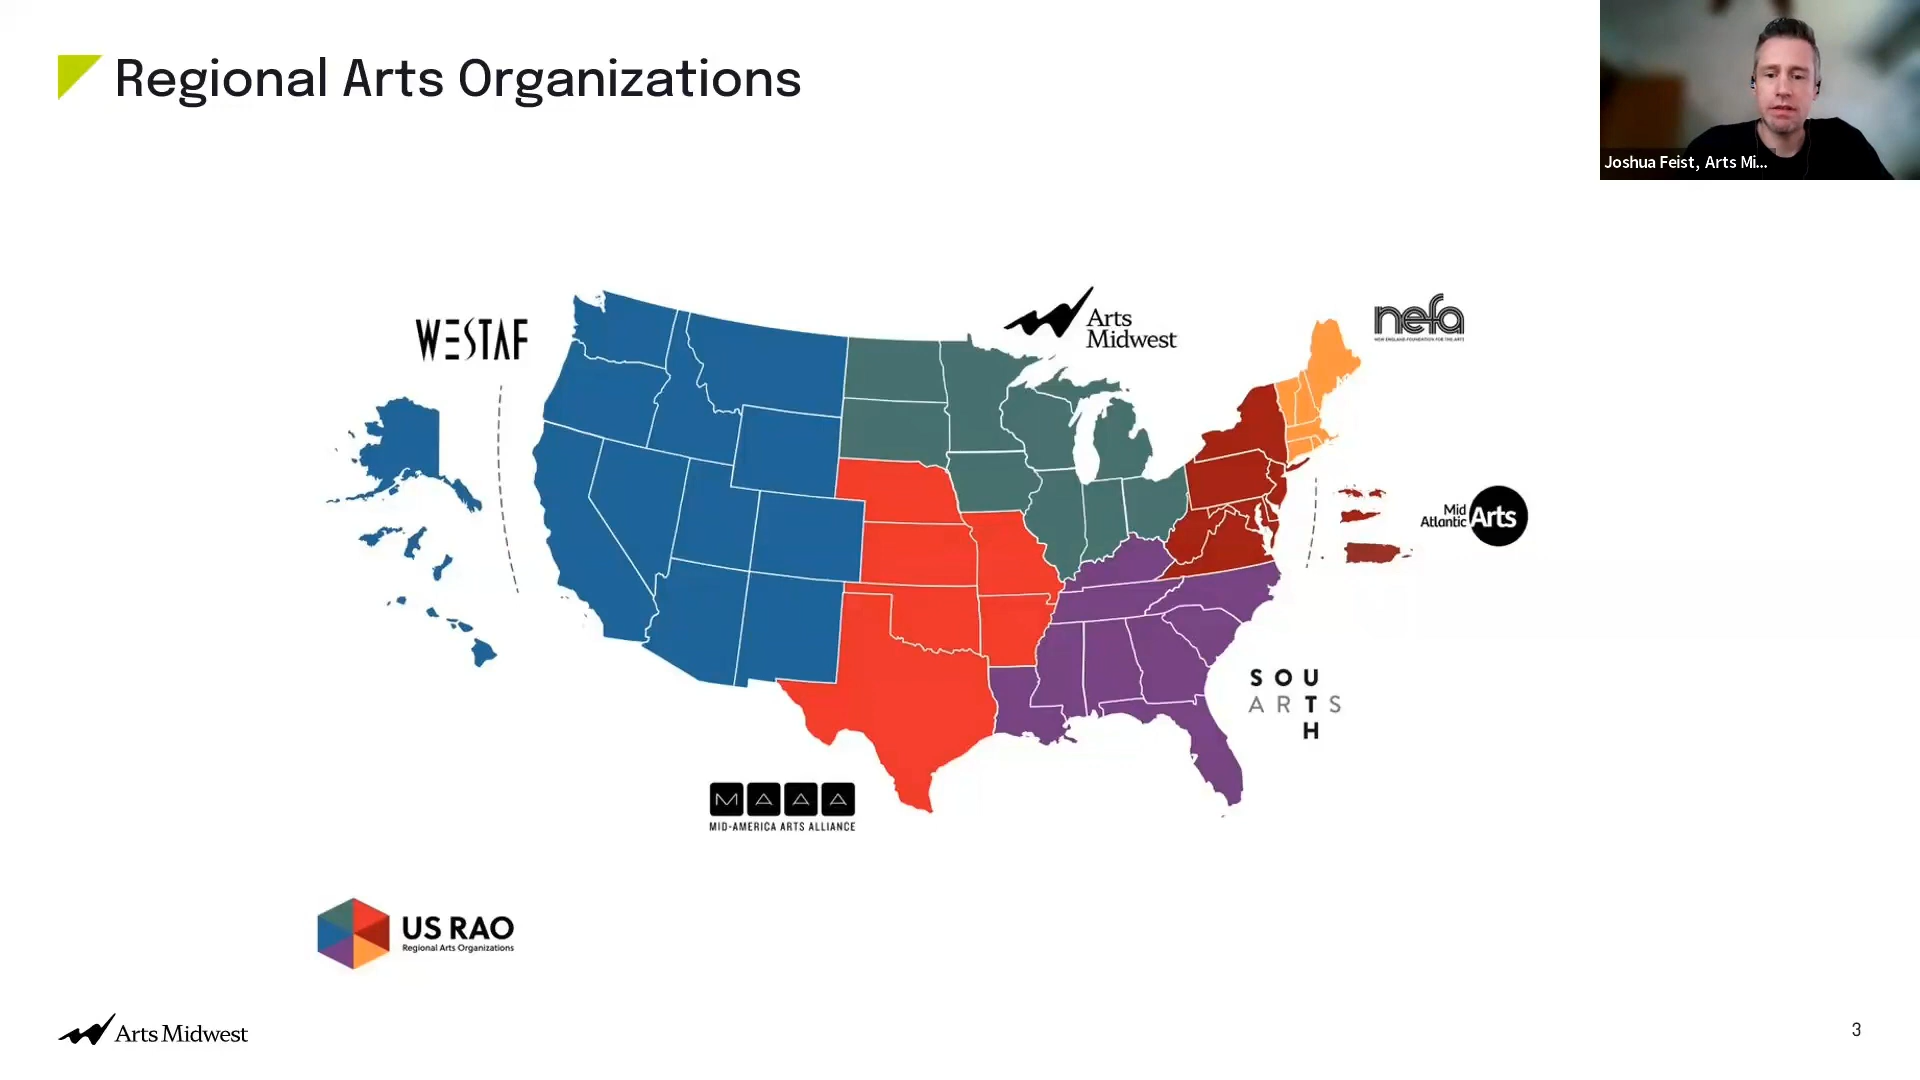 Regional Arts Organizations
Joshua Feist, Arts Mi...
WESTAF
Arts
Midwest
nefa
NEW ENGLAND FOUNDATION FOR THE ARTS
Mid
Atlantic Arts
SOU
ARTS
H
MAAA
MID-AMERICA ARTS ALLIANCE
US RAO
Regional Arts Organizations
Arts Midwest
3